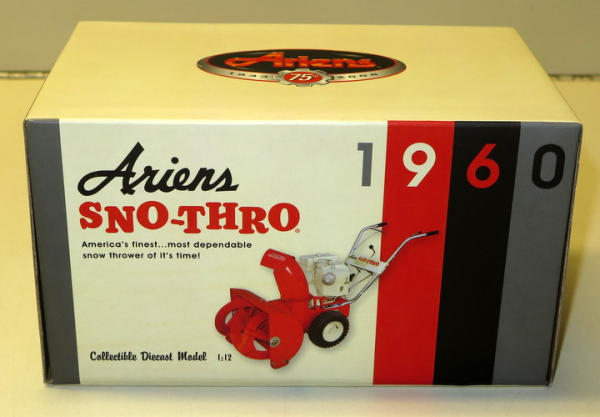 Ariens
1933 75TH 2008
1960
Ariens
SNO-THRO®
America's finest...most dependable
snow thrower of it's time!
Collectible Diecast Model 1:12